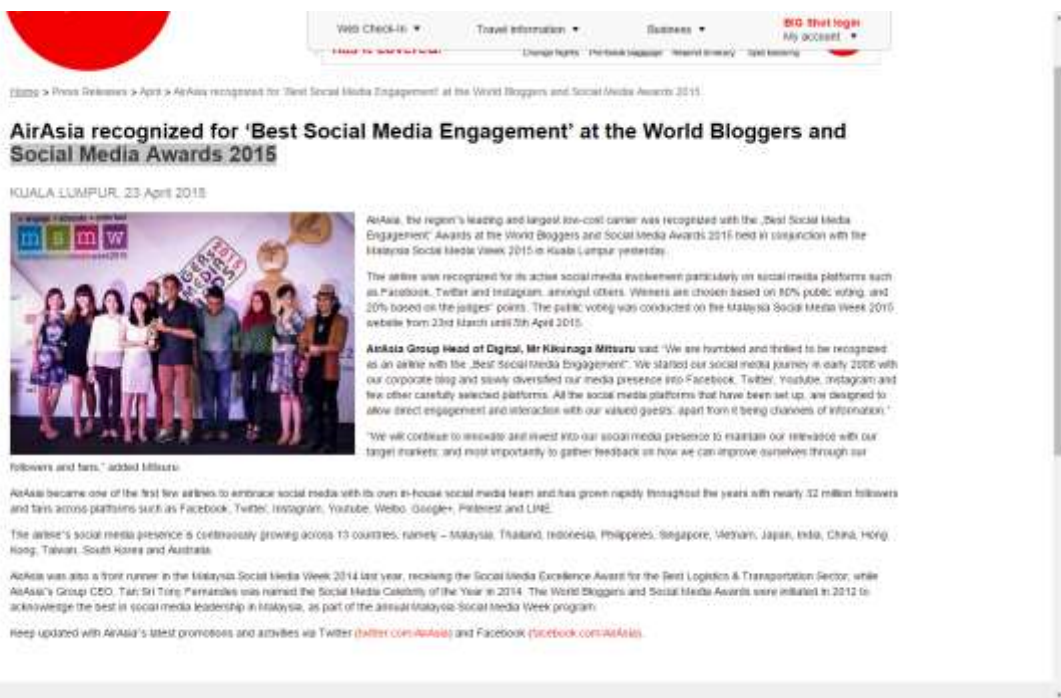 Web Check-In ▼ Travel Information ▼ Business ▼ BIG Shot login
My account ▼
Home > Press Releases > April > AirAsia recognized for 'Best Social Media Engagement' at the World Bloggers and Social Media Awards 2015
AirAsia recognized for ‘Best Social Media Engagement’ at the World Bloggers and
Social Media Awards 2015
KUALA LUMPUR, 23 April 2015
m s m w
2015
AirAsia, the region's leading and largest low-cost carrier was recognized with the „Best Social Media
Engagement" Awards at the World Bloggers and Social Media Awards 2015 held in conjunction with the
Malaysia Social Media Week 2015 in Kuala Lumpur yesterday.
The airline was recognized for its active social media involvement particularly on social media platforms such
as Facebook, Twitter and Instagram, amongst others. Winners are chosen based on 80% public voting, and
20% based on the judges' points. The public voting was conducted on the Malaysia Social Media Week 2015
website from 23rd March until 5th April 2015.
AirAsia Group Head of Digital, Mr Kikunaga Mitsuru said "We are humbled and thrilled to be recognized
as an airline with the „Best Social Media Engagement". We started our social media journey in early 2006 with
our corporate blog and slowly diversified our media presence into Facebook, Twitter, Youtube, Instagram and
few other carefully selected platforms. All the social media platforms that have been set up, are designed to
allow direct engagement and interaction with our valued guests, apart from it being channels of information."
"We will continue to innovate and invest into our social media presence to maintain our relevance with our
target markets; and most importantly to gather feedback on how we can improve ourselves through our
followers and fans," added Mitsuru.
AirAsia became one of the first few airlines to embrace social media with its own in-house social media team and has grown rapidly throughout the years with nearly 32 million followers
and fans across platforms such as Facebook, Twitter, Instagram, Youtube, Weibo, Google+, Pinterest and LINE.
The airline's social media presence is continuously growing across 13 countries, namely – Malaysia, Thailand, Indonesia, Philippines, Singapore, Vietnam, Japan, India, China, Hong
Kong, Taiwan, South Korea and Australia.
AirAsia was also a front runner in the Malaysia Social Media Week 2014 last year, receiving the Social Media Excellence Award for the Best Logistics & Transportation Sector, while
AirAsia's Group CEO, Tan Sri Tony Fernandes was named the Social Media Celebrity of the Year in 2014. The World Bloggers and Social Media Awards were initiated in 2012 to
acknowledge the best in social media leadership in Malaysia, as part of the annual Malaysia Social Media Week program.
Keep updated with AirAsia's latest promotions and activities via Twitter (twitter.com/AirAsia) and Facebook (facebook.com/AirAsia).